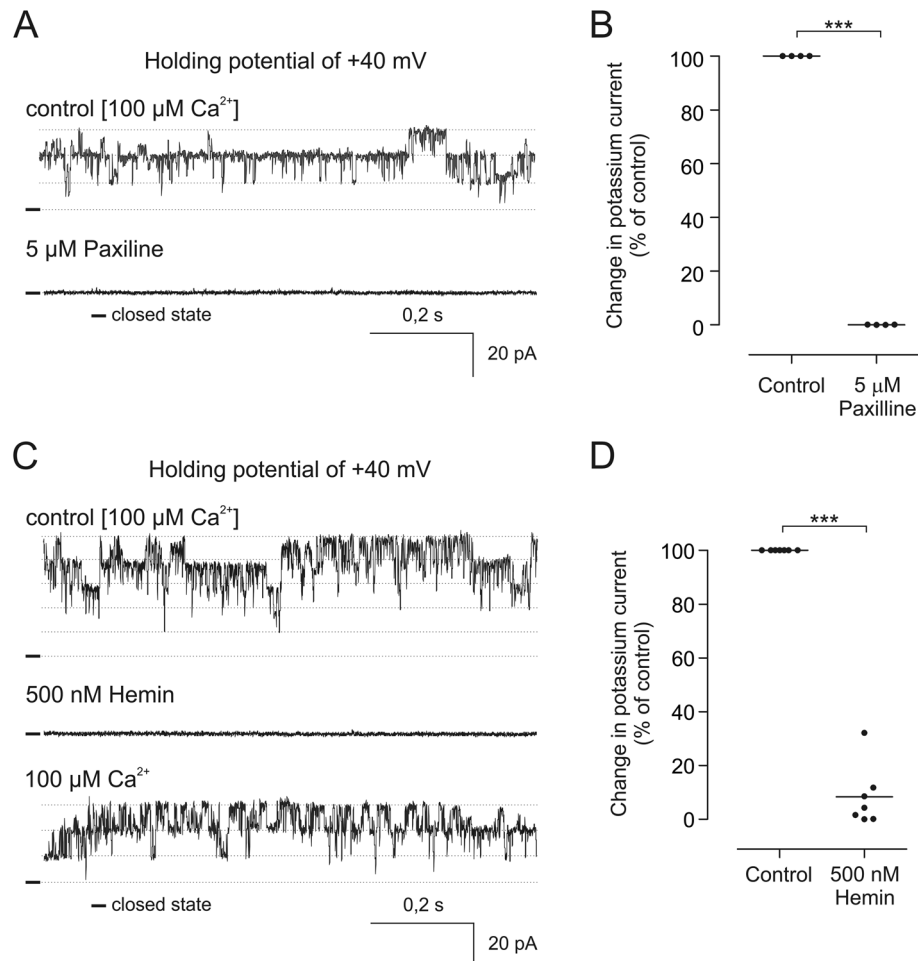 A
Holding potential of +40 mV
control [100 µM Ca²⁺]
5 µM Paxiline
closed state
0,2 s
20 pA
B
***
Change in potassium current
(% of control)
100
80
60
40
20
0
Control
5 µM
Paxilline
C
Holding potential of +40 mV
control [100 µM Ca²⁺]
500 nM Hemin
100 µM Ca²⁺
closed state
0,2 s
20 pA
D
***
Change in potassium current
(% of control)
100
80
60
40
20
0
Control
500 nM
Hemin